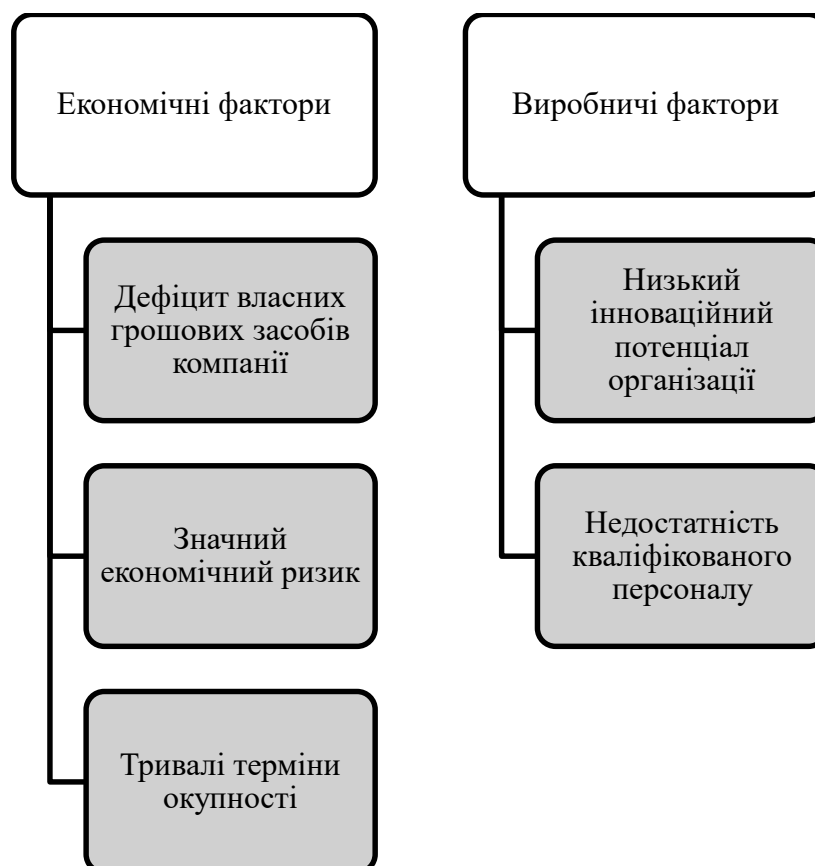 Економічні фактори
Дефіцит власних
грошових засобів
компанії
Значний
економічний ризик
Тривалі терміни
окупності
Виробничі фактори
Низький
інноваційний
потенціал
організації
Недостатність
кваліфікованого
персоналу